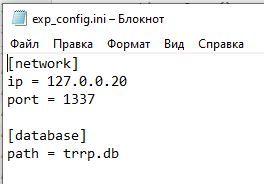 exp_config.ini – Блокнот
Файл Правка Формат Вид Справка
[network]
ip = 127.0.0.20
port = 1337

[database]
path = trrp.db